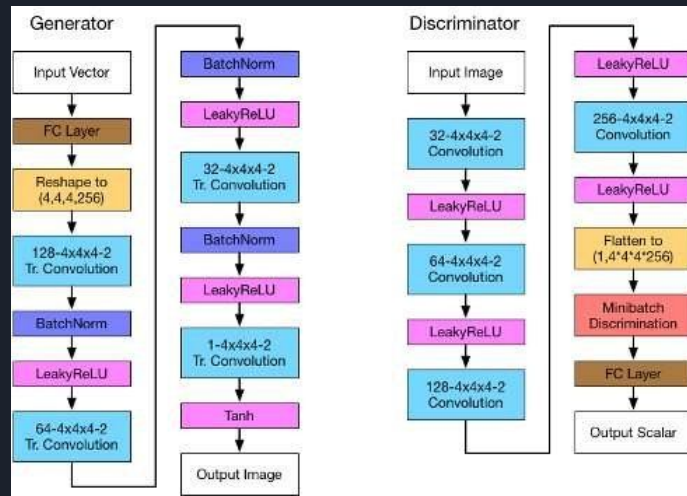 Generator
Input Vector
FC Layer
Reshape to
(4,4,4,256)
128-4x4x4-2
Tr. Convolution
BatchNorm
LeakyReLU
64-4x4x4-2
Tr. Convolution
BatchNorm
LeakyReLU
32-4x4x4-2
Tr. Convolution
BatchNorm
LeakyReLU
1-4x4x4-2
Tr. Convolution
Tanh
Output Image
Discriminator
Input Image
32-4x4x4-2
Convolution
LeakyReLU
64-4x4x4-2
Convolution
LeakyReLU
128-4x4x4-2
Convolution
LeakyReLU
256-4x4x4-2
Convolution
LeakyReLU
Flatten to
(1,4*4*4*256)
Minibatch
Discrimination
FC Layer
Output Scalar